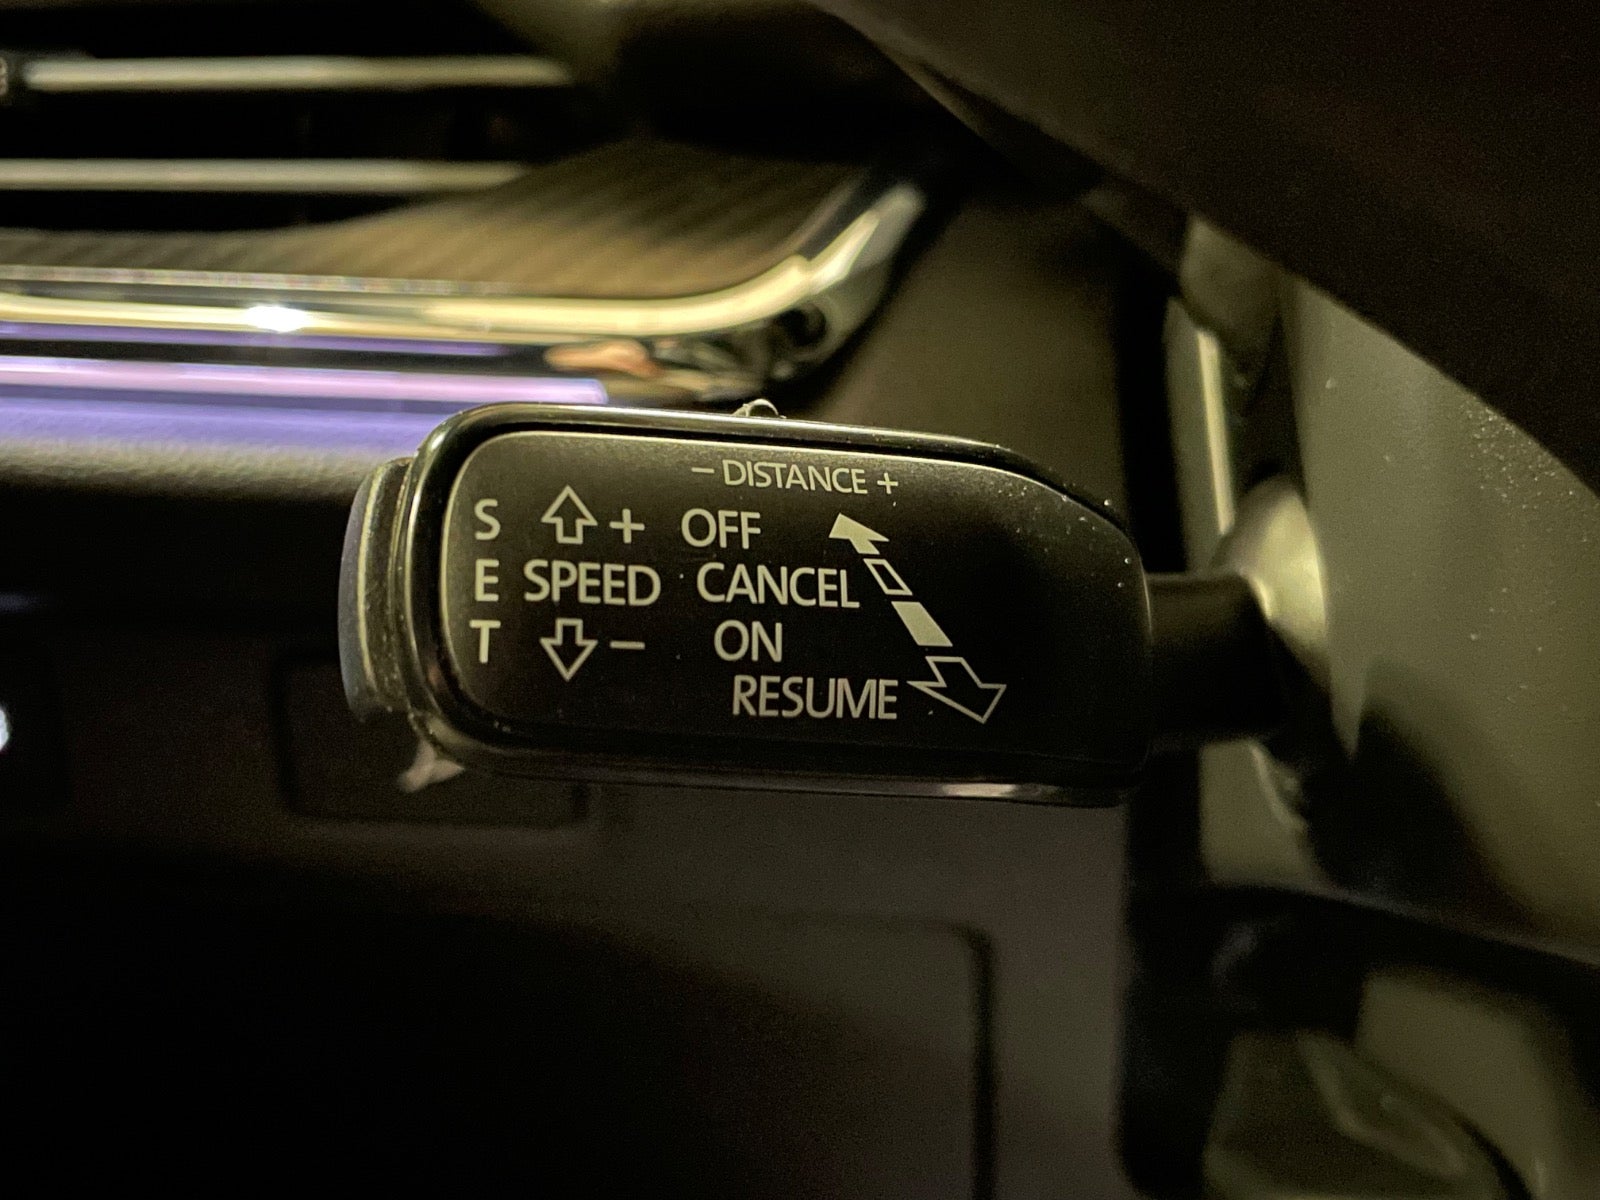 – DISTANCE +
S + OFF
E SPEED CANCEL
T – ON
RESUME